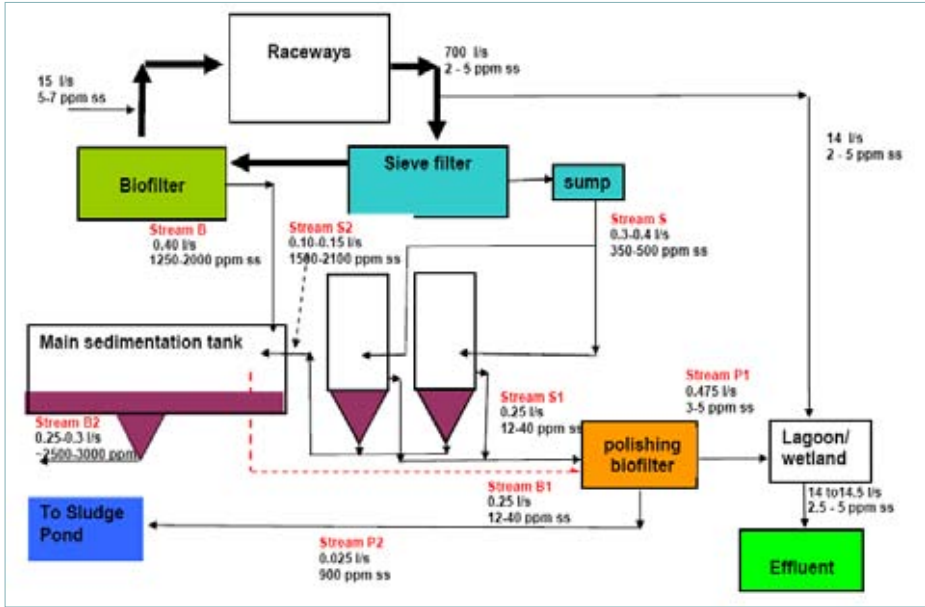 Raceways
700 l/s
2 - 5 ppm ss
15 l/s
5-7 ppm ss
14 l/s
2 - 5 ppm ss
Sieve filter
sump
Biofilter
Stream B
0.40 l/s
1250-2000 ppm ss
Stream S2
0.10-0.15 l/s
1500-2100 ppm ss
Stream S
0.3-0.4 l/s
350-500 ppm ss
Main sedimentation tank
Stream B2
0.25-0.3 l/s
~2500-3000 ppm
Stream S1
0.25 l/s
12-40 ppm ss
Stream P1
0.475 l/s
3-5 ppm ss
polishing
biofilter
Lagoon/
wetland
Stream B1
0.25 l/s
12-40 ppm ss
14 to14.5 l/s
2.5 - 5 ppm ss
To Sludge
Pond
Stream P2
0.025 l/s
900 ppm ss
Effluent